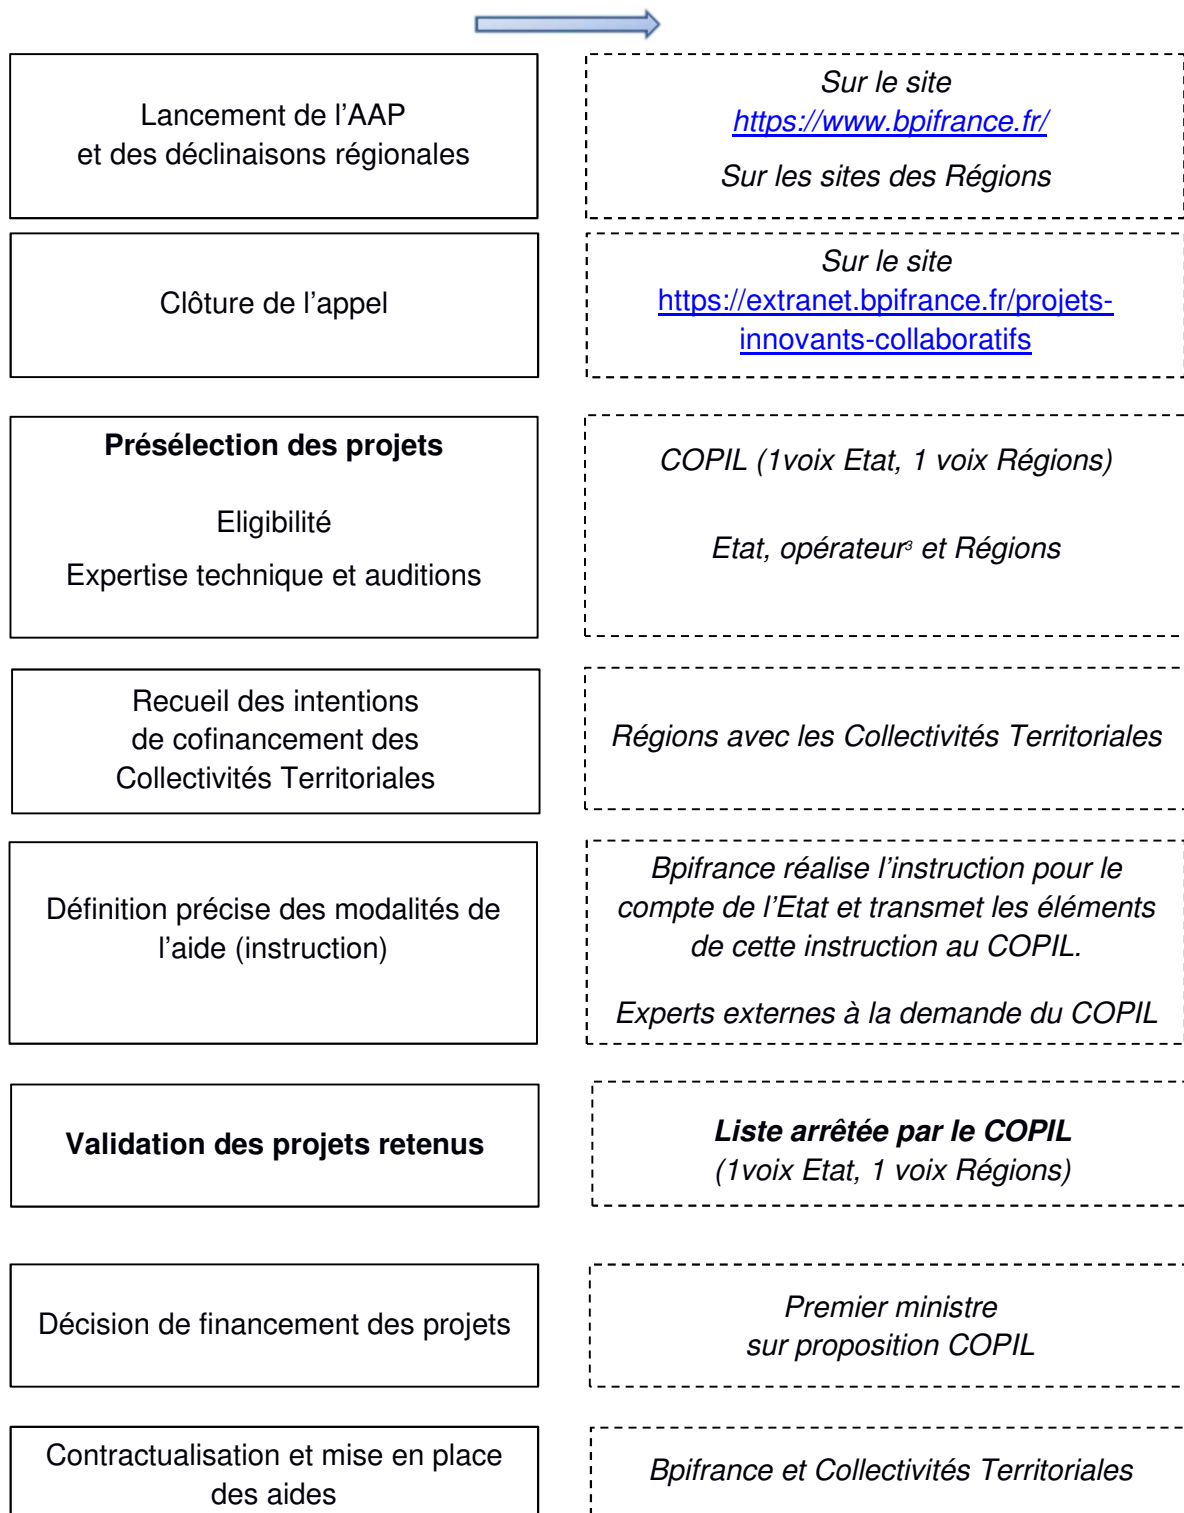 Lancement de l’AAP
et des déclinaisons régionales
Sur le site
https://www.bpifrance.fr/
Sur les sites des Régions
Clôture de l’appel
Sur le site
https://extranet.bpifrance.fr/projets-
innovants-collaboratifs
Présélection des projets
Eligibilité
Expertise technique et auditions
COPIL (1voix Etat, 1 voix Régions)
Etat, opérateur³ et Régions
Recueil des intentions
de cofinancement des
Collectivités Territoriales
Régions avec les Collectivités Territoriales
Définition précise des modalités de
l’aide (instruction)
Bpifrance réalise l’instruction pour le
compte de l’Etat et transmet les éléments
de cette instruction au COPIL.
Experts externes à la demande du COPIL
Validation des projets retenus
Liste arrêtée par le COPIL
(1voix Etat, 1 voix Régions)
Décision de financement des projets
Premier ministre
sur proposition COPIL
Contractualisation et mise en place
des aides
Bpifrance et Collectivités Territoriales